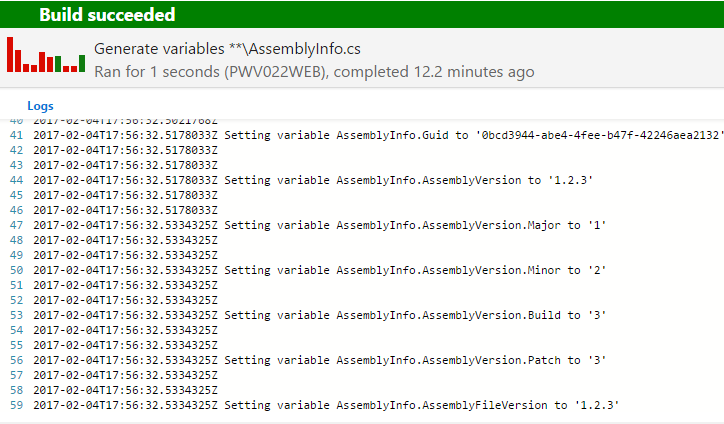 Build succeeded
Generate variables **\AssemblyInfo.cs
Ran for 1 seconds (PWV022WEB), completed 12.2 minutes ago
Logs
40 2017-02-04T17:56:32.5021768Z
41 2017-02-04T17:56:32.5178033Z Setting variable AssemblyInfo.Guid to '0bcd3944-abe4-4fee-b47f-42246aea2132'
42 2017-02-04T17:56:32.5178033Z
43 2017-02-04T17:56:32.5178033Z
44 2017-02-04T17:56:32.5178033Z Setting variable AssemblyInfo.AssemblyVersion to '1.2.3'
45 2017-02-04T17:56:32.5178033Z
46 2017-02-04T17:56:32.5178033Z
47 2017-02-04T17:56:32.5334325Z Setting variable AssemblyInfo.AssemblyVersion.Major to '1'
48 2017-02-04T17:56:32.5334325Z
49 2017-02-04T17:56:32.5334325Z
50 2017-02-04T17:56:32.5334325Z Setting variable AssemblyInfo.AssemblyVersion.Minor to '2'
51 2017-02-04T17:56:32.5334325Z
52 2017-02-04T17:56:32.5334325Z
53 2017-02-04T17:56:32.5334325Z Setting variable AssemblyInfo.AssemblyVersion.Build to '3'
54 2017-02-04T17:56:32.5334325Z
55 2017-02-04T17:56:32.5334325Z
56 2017-02-04T17:56:32.5334325Z Setting variable AssemblyInfo.AssemblyVersion.Patch to '3'
57 2017-02-04T17:56:32.5334325Z
58 2017-02-04T17:56:32.5334325Z
59 2017-02-04T17:56:32.5334325Z Setting variable AssemblyInfo.AssemblyFileVersion to '1.2.3'